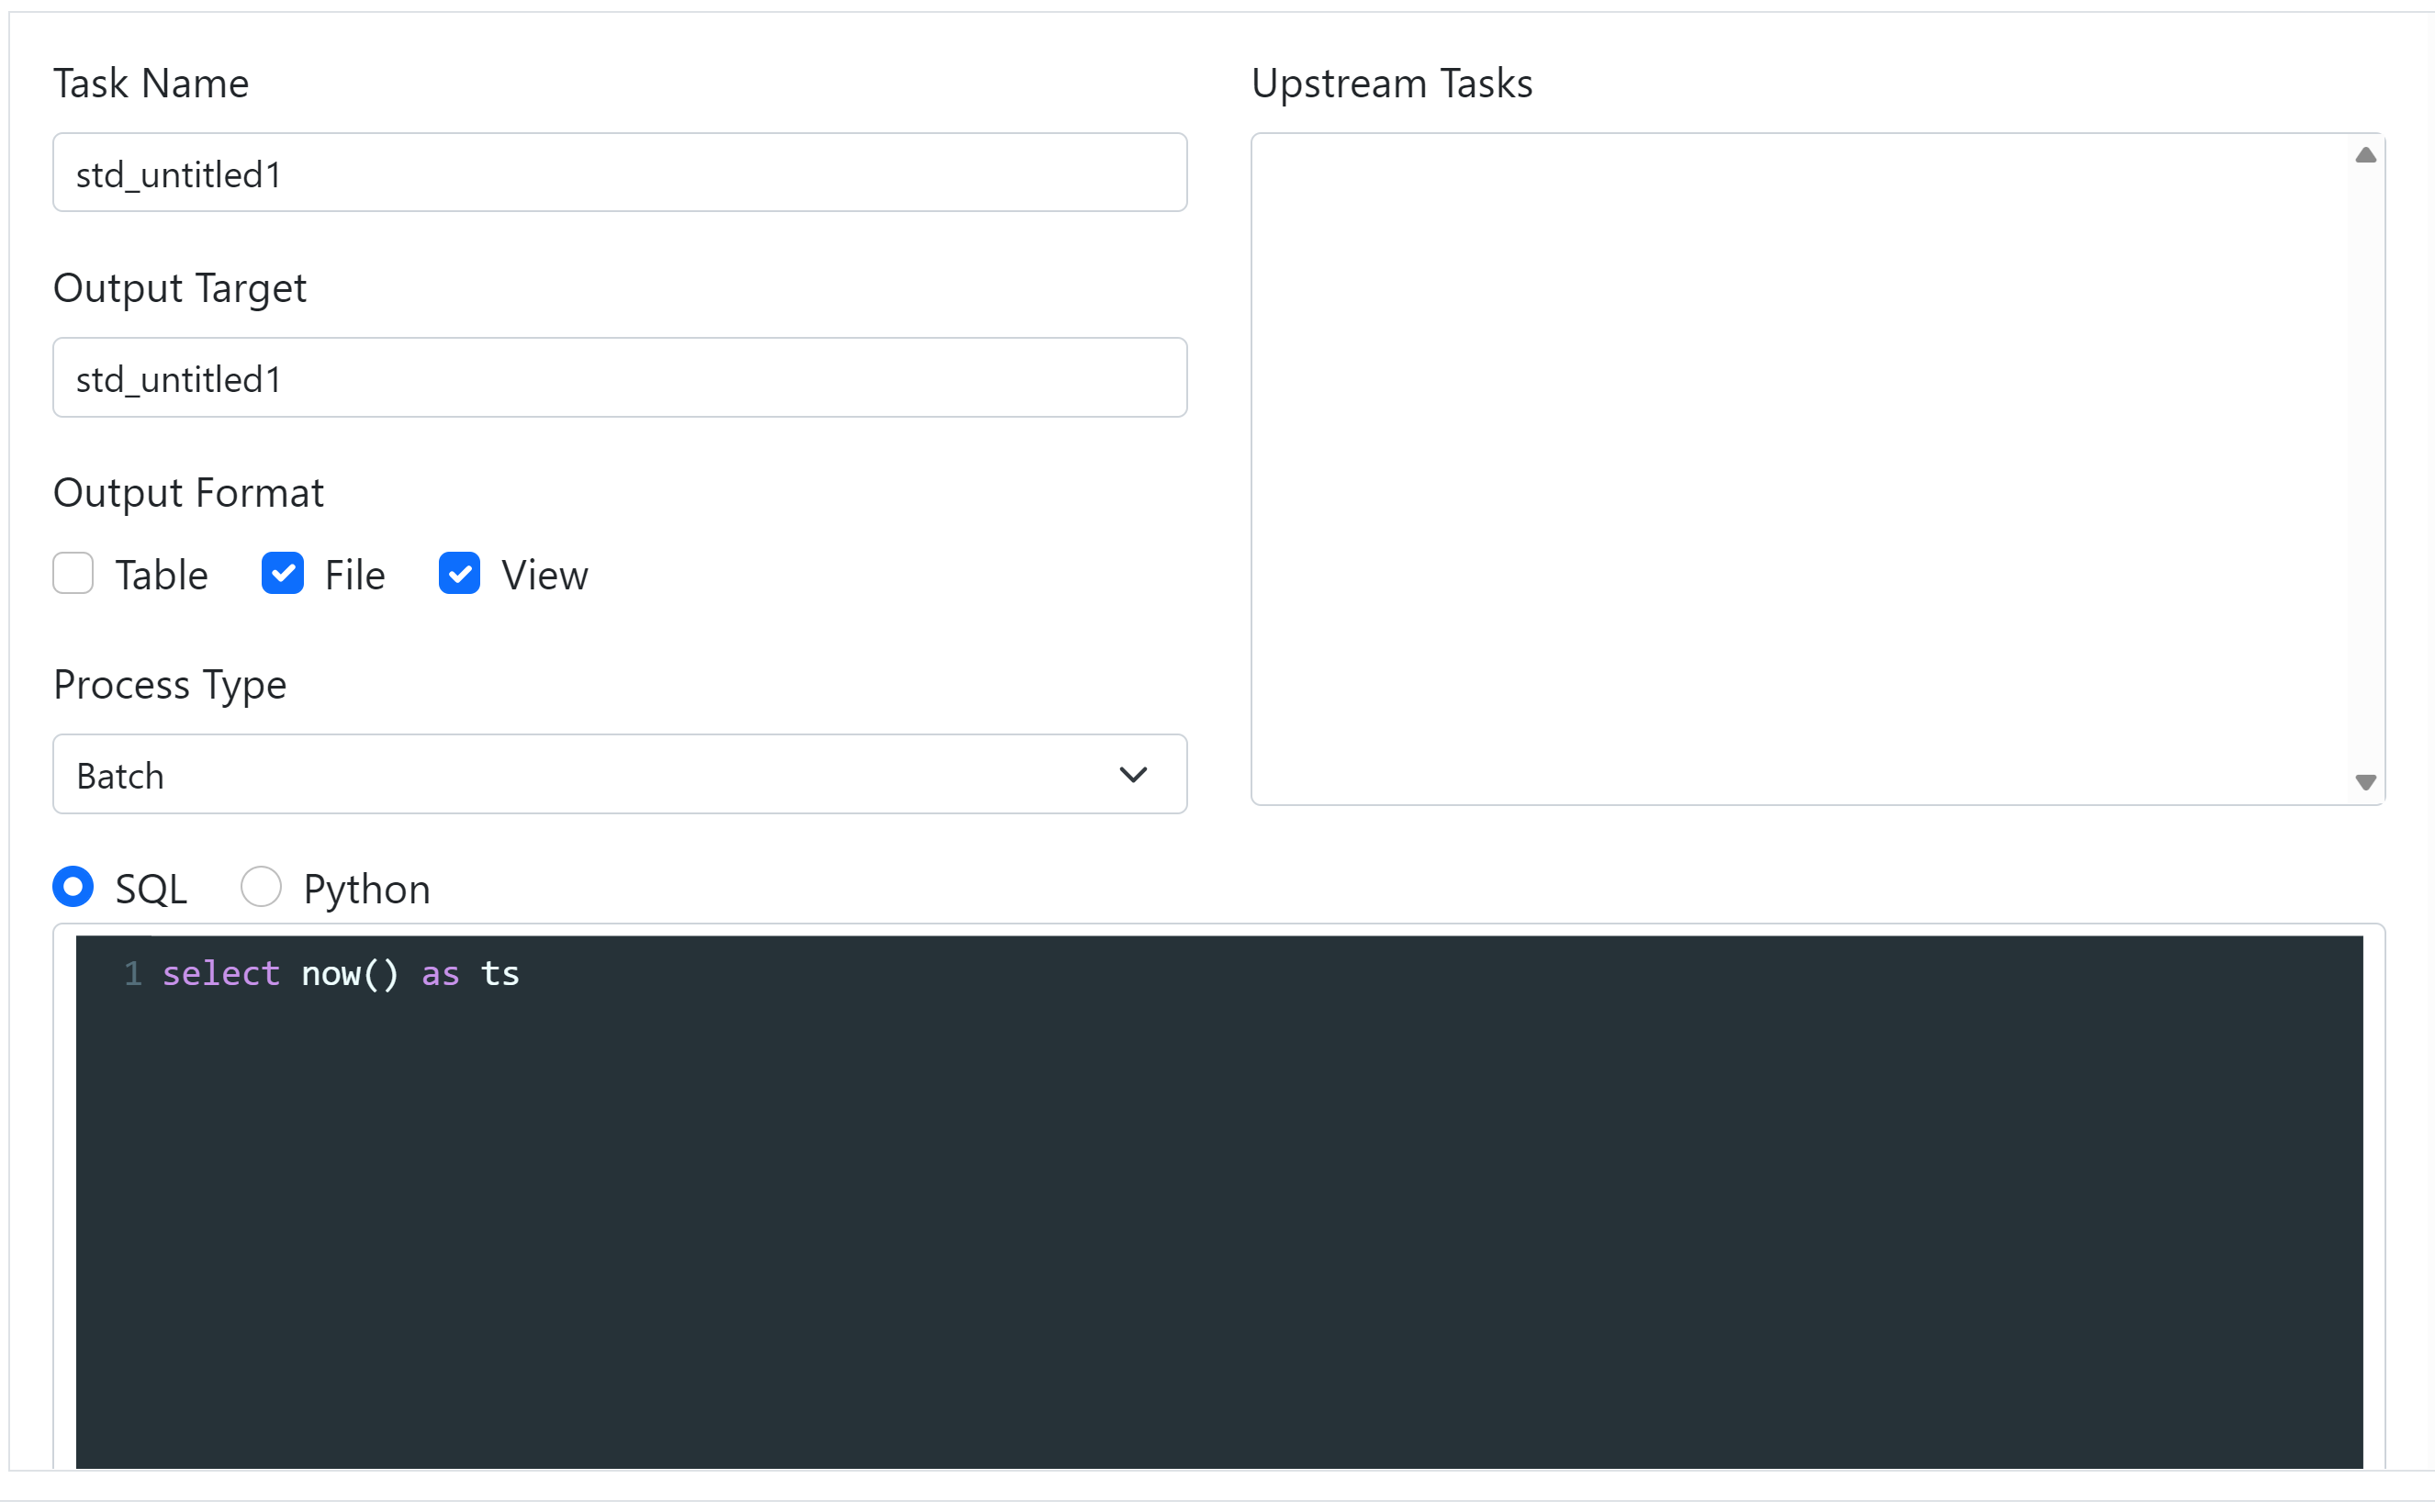 Task Name
std_untitled1
Output Target
std_untitled1
Output Format
Table File View
Process Type
Batch
Upstream Tasks
SQL Python
1 select now() as ts